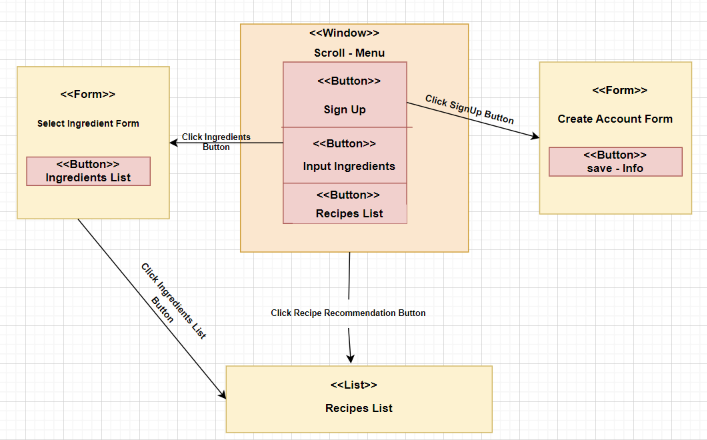 <<Window>>
Scroll - Menu
<<Button>>
Sign Up
<<Button>>
Input Ingredients
<<Button>>
Recipes List
<<Form>>
Select Ingredient Form
<<Button>>
Ingredients List
Click Ingredients
Button
Click SignUp Button
<<Form>>
Create Account Form
<<Button>>
save - Info
Click Ingredients List
Button
Click Recipe Recommendation Button
<<List>>
Recipes List